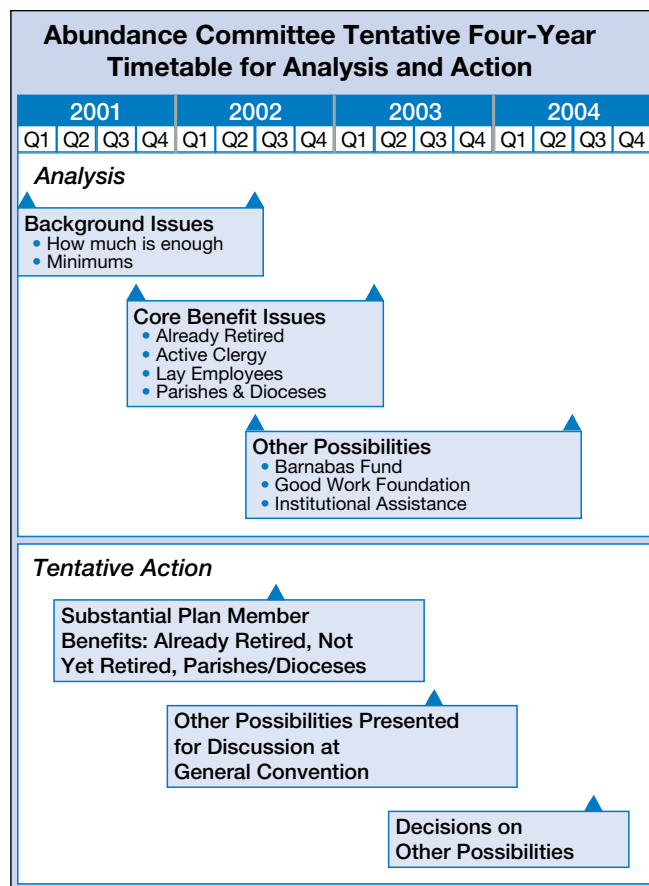 Abundance Committee Tentative Four-Year
Timetable for Analysis and Action
2001 2002 2003 2004
Q1 Q2 Q3 Q4 Q1 Q2 Q3 Q4 Q1 Q2 Q3 Q4 Q1 Q2 Q3 Q4
Analysis
Background Issues
• How much is enough
• Minimums
Core Benefit Issues
• Already Retired
• Active Clergy
• Lay Employees
• Parishes & Dioceses
Other Possibilities
• Barnabas Fund
• Good Work Foundation
• Institutional Assistance
Tentative Action
Substantial Plan Member
Benefits: Already Retired, Not
Yet Retired, Parishes/Dioceses
Other Possibilities Presented
for Discussion at
General Convention
Decisions on
Other Possibilities